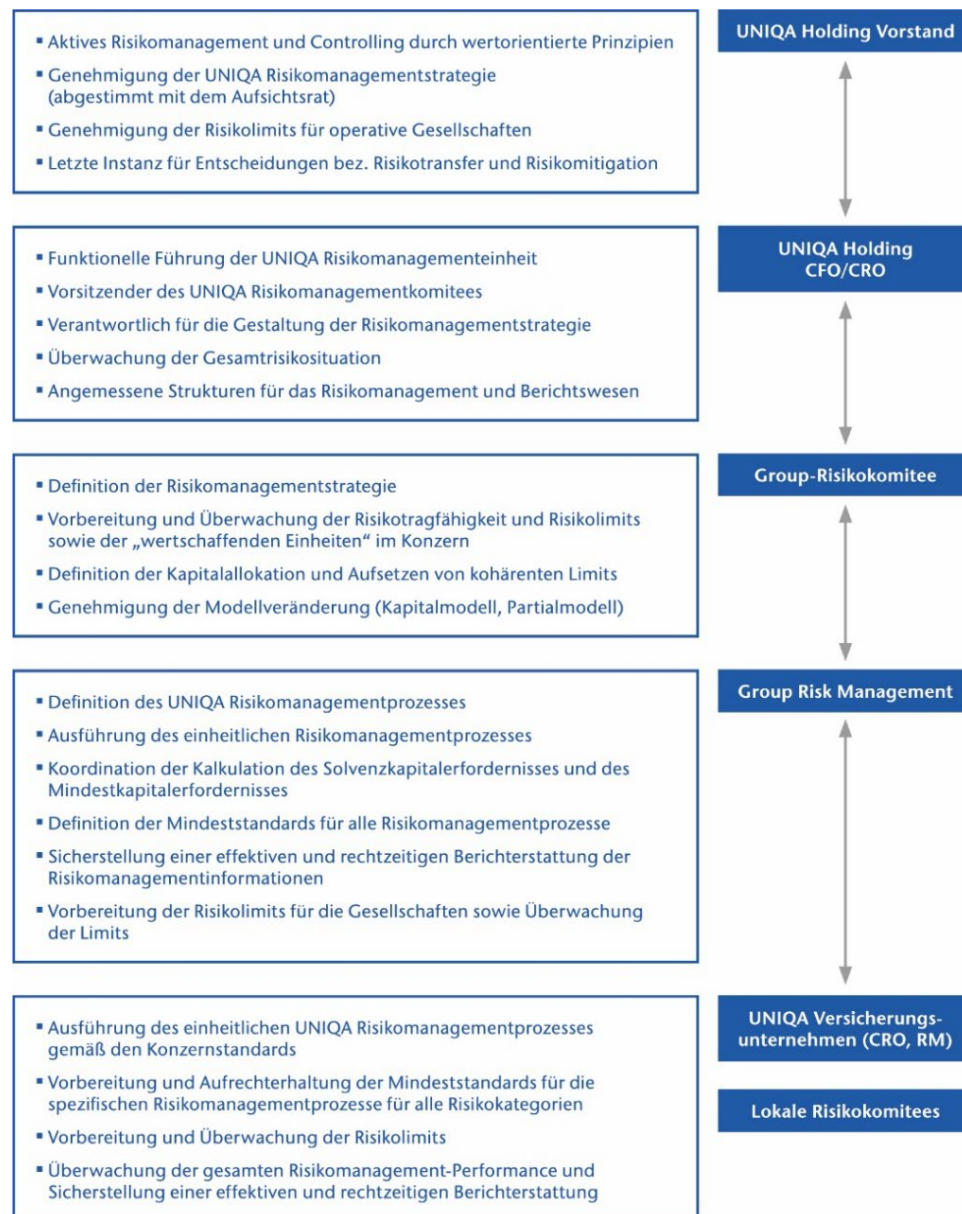 ▪ Aktives Risikomanagement und Controlling durch wertorientierte Prinzipien
▪ Genehmigung der UNIQA Risikomanagementstrategie
(abgestimmt mit dem Aufsichtsrat)
▪ Genehmigung der Risikolimits für operative Gesellschaften
▪ Letzte Instanz für Entscheidungen bez. Risikotransfer und Risikomitigation
UNIQA Holding Vorstand
▪ Funktionelle Führung der UNIQA Risikomanagementeinheit
▪ Vorsitzender des UNIQA Risikomanagementkomitees
▪ Verantwortlich für die Gestaltung der Risikomanagementstrategie
▪ Überwachung der Gesamtrisikosituation
▪ Angemessene Strukturen für das Risikomanagement und Berichtswesen
UNIQA Holding
CFO/CRO
▪ Definition der Risikomanagementstrategie
▪ Vorbereitung und Überwachung der Risikotragfähigkeit und Risikolimits
sowie der „wertschaffenden Einheiten“ im Konzern
▪ Definition der Kapitalallokation und Aufsetzen von kohärenten Limits
▪ Genehmigung der Modellveränderung (Kapitalmodell, Partialmodell)
Group-Risikokomitee
▪ Definition des UNIQA Risikomanagementprozesses
▪ Ausführung des einheitlichen Risikomanagementprozesses
▪ Koordination der Kalkulation des Solvenzkapitalerfordernisses und des
Mindestkapitalerfordernisses
▪ Definition der Mindeststandards für alle Risikomanagementprozesse
▪ Sicherstellung einer effektiven und rechtzeitigen Berichterstattung der
Risikomanagementinformationen
▪ Vorbereitung der Risikolimits für die Gesellschaften sowie Überwachung
der Limits
Group Risk Management
▪ Ausführung des einheitlichen UNIQA Risikomanagementprozesses
gemäß den Konzernstandards
▪ Vorbereitung und Aufrechterhaltung der Mindeststandards für die
spezifischen Risikomanagementprozesse für alle Risikokategorien
▪ Vorbereitung und Überwachung der Risikolimits
▪ Überwachung der gesamten Risikomanagement-Performance und
Sicherstellung einer effektiven und rechtzeitigen Berichterstattung
UNIQA Versicherungs-
unternehmen (CRO, RM)
Lokale Risikokomitees